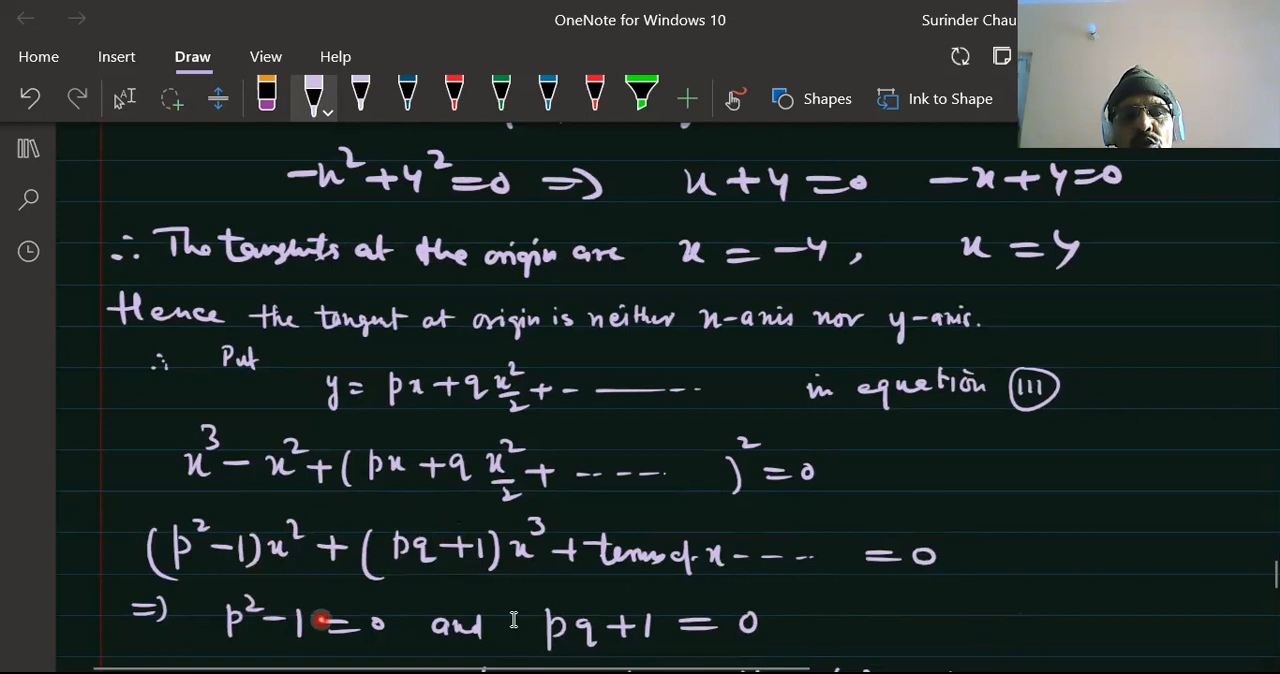 OneNote for Windows 10
Surinder Chau
Home Insert Draw View Help
Shapes Ink to Shape
-x² + y² = 0 ⇒ x + y = 0 -x + y = 0
∴ The tangents at the origin are x = -y, x = y
Hence the tangent at origin is neither x-axis nor y-axis.
∴ Put
y = px + q x²/2 + - ——— -- in equation (III)
x³ - x² + ( px + q x²/2 + ------ )² = 0
(p² - 1)x² + (pq + 1) x³ + terms of x ---- = 0
⇒ p² - 1 = 0 and pq + 1 = 0